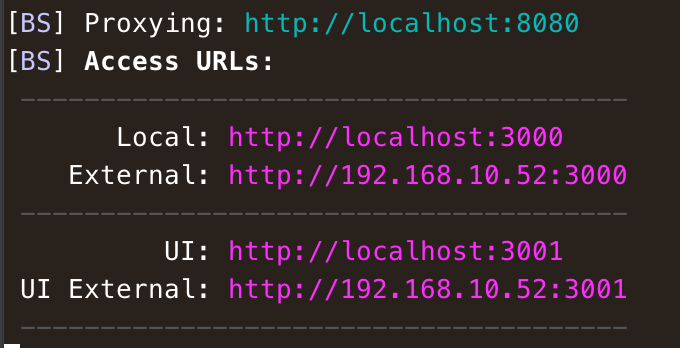 [BS] Proxying: http://localhost:8080
[BS] Access URLs:
--------------------------------------
Local: http://localhost:3000
External: http://192.168.10.52:3000
--------------------------------------
UI: http://localhost:3001
UI External: http://192.168.10.52:3001
--------------------------------------